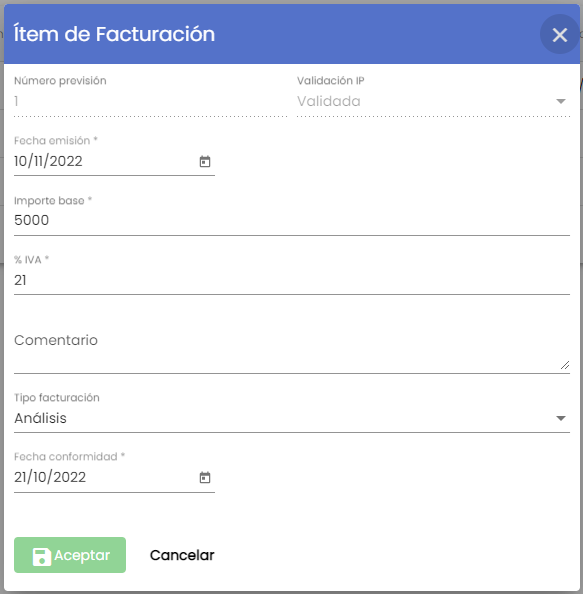 Ítem de Facturación
Número previsión
Validación IP
1
Validada
Fecha emisión *
10/11/2022
Importe base *
5000
% IVA *
21
Comentario
Tipo facturación
Análisis
Fecha conformidad *
21/10/2022
Aceptar
Cancelar